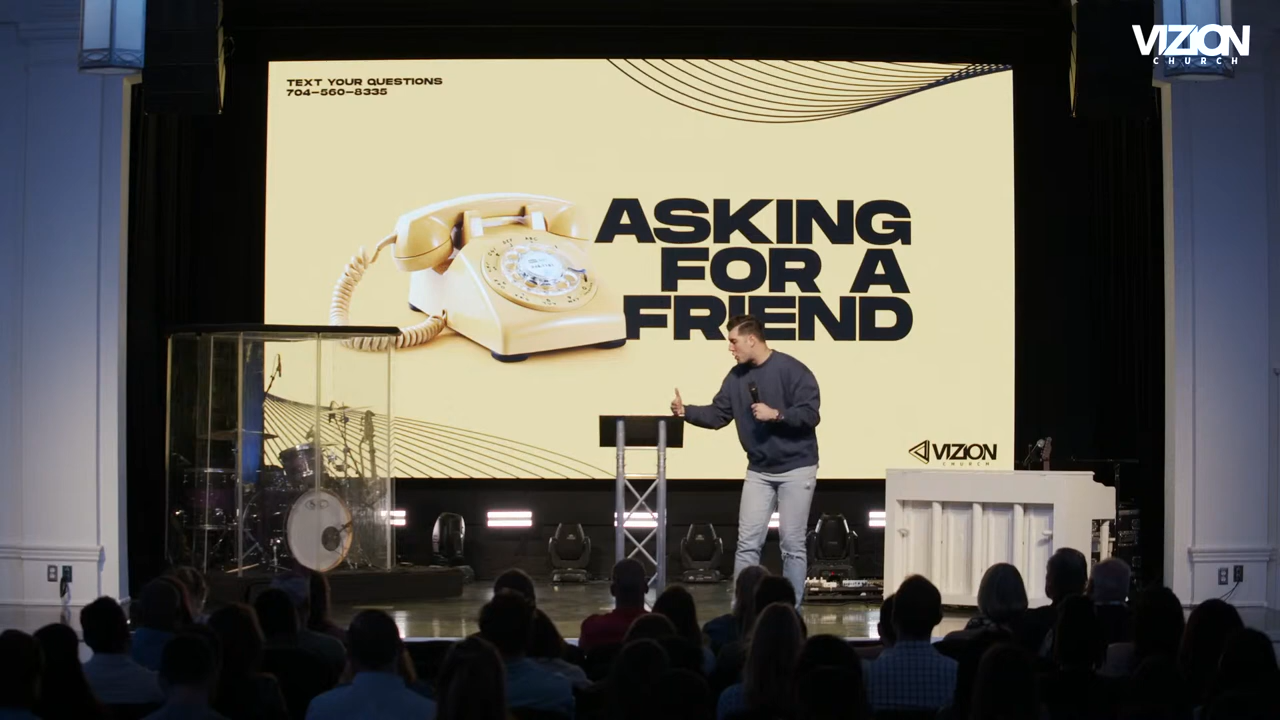 VIZION
CHURCH
TEXT YOUR QUESTIONS
704-560-8335
ASKING
FOR A
FRIEND
VIZION
CHURCH